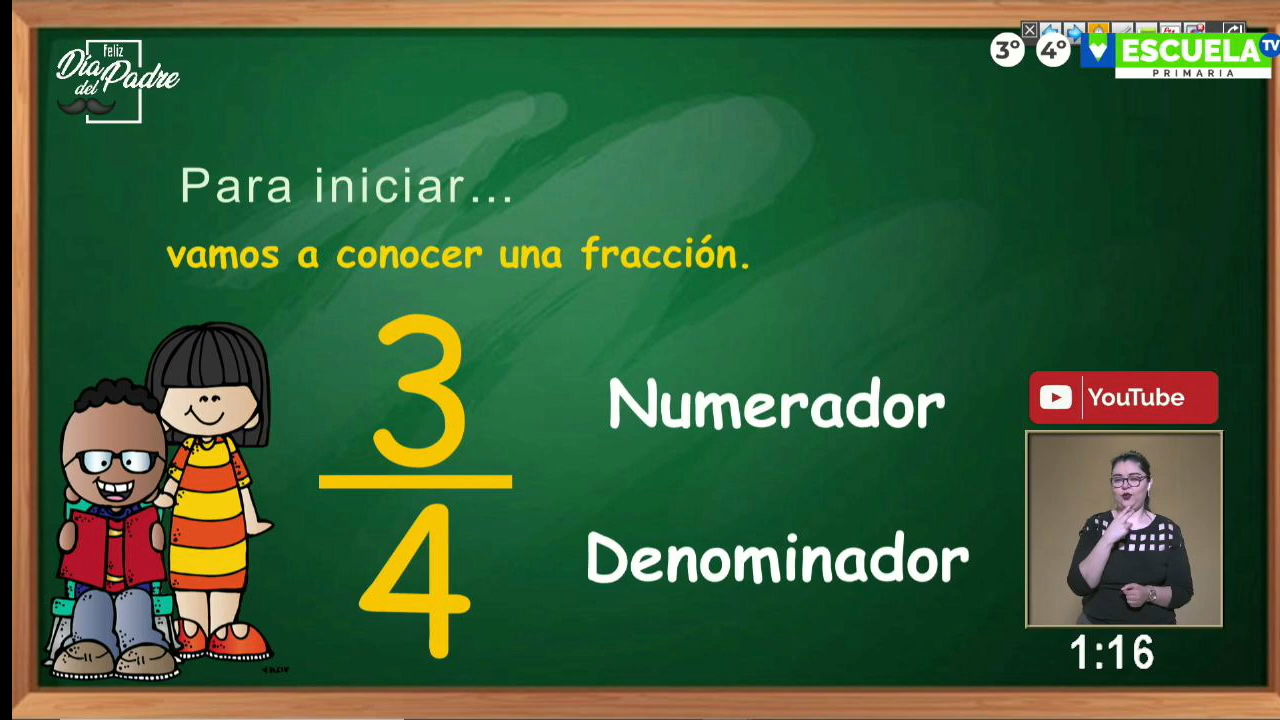 Feliz
Día
del Padre
3° 4° ESCUELA TV
PRIMARIA
Para iniciar...
vamos a conocer una fracción.
3
4
Numerador
Denominador
YouTube
1:16